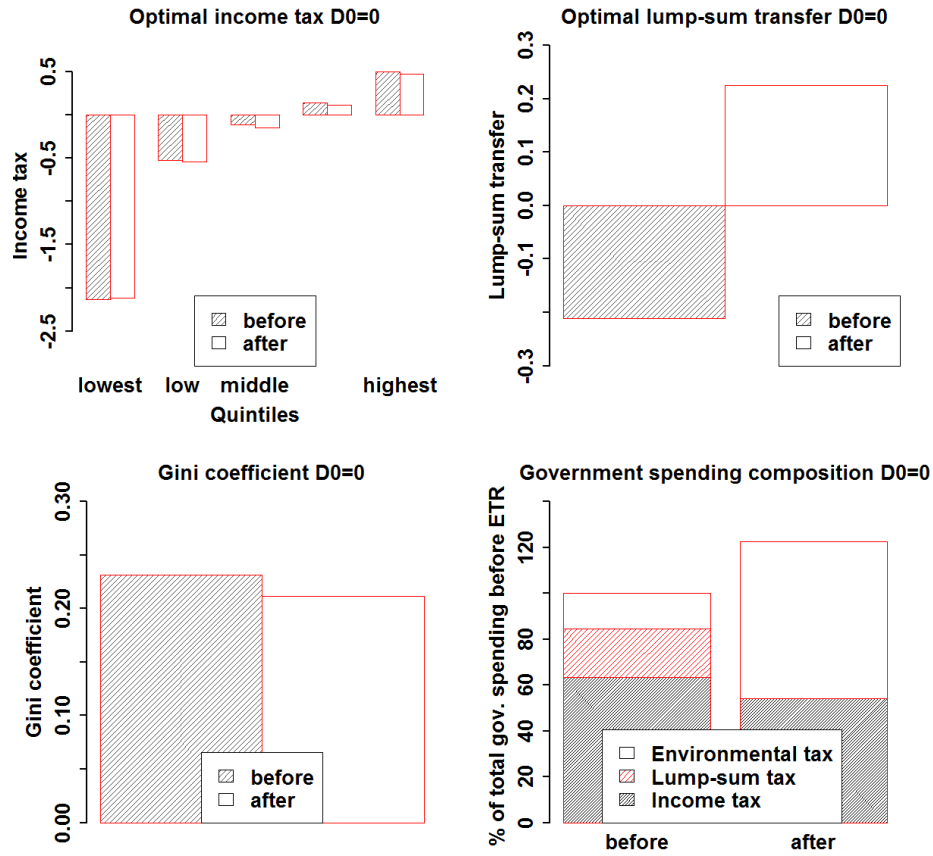 Optimal income tax D0=0
Income tax
0.5
-0.5
-1.5
-2.5
before
after
lowest
low
middle
highest
Quintiles
Optimal lump-sum transfer D0=0
Lump-sum transfer
0.3
0.2
0.1
0.0
-0.1
-0.3
before
after
Gini coefficient D0=0
Gini coefficient
0.30
0.20
0.10
0.00
before
after
Government spending composition D0=0
% of total gov. spending before ETR
120
80
60
40
20
0
Environmental tax
Lump-sum tax
Income tax
before
after